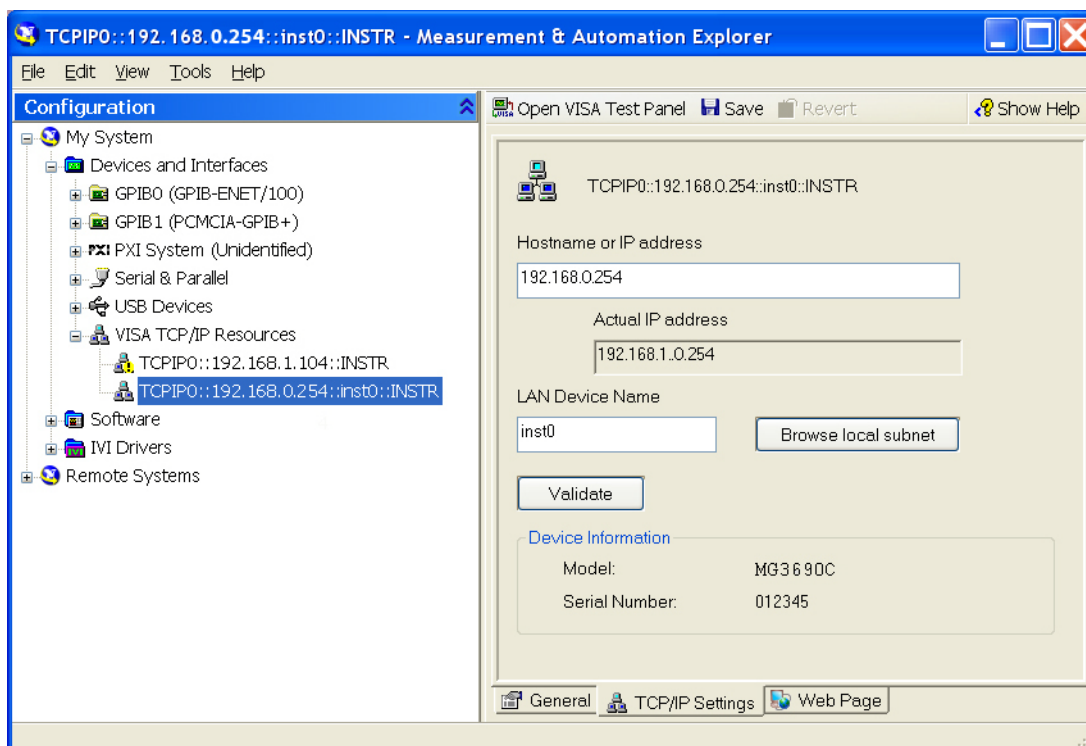 TCPIP0::192.168.0.254::inst0::INSTR - Measurement & Automation Explorer
File Edit View Tools Help
Configuration
My System
Devices and Interfaces
GPIB0 (GPIB-ENET/100)
GPIB1 (PCMCIA-GPIB+)
PXI PXI System (Unidentified)
Serial & Parallel
USB Devices
VISA TCP/IP Resources
TCPIP0::192.168.1.104::INSTR
TCPIP0::192.168.0.254::inst0::INSTR
Software
IVI Drivers
Remote Systems
Open VISA Test Panel Save Revert Show Help
TCPIP0::192.168.0.254::inst0::INSTR
Hostname or IP address
192.168.0.254
Actual IP address
192.168.1..0.254
LAN Device Name
inst0 Browse local subnet
Validate
Device Information
Model: MG3690C
Serial Number: 012345
General TCP/IP Settings Web Page